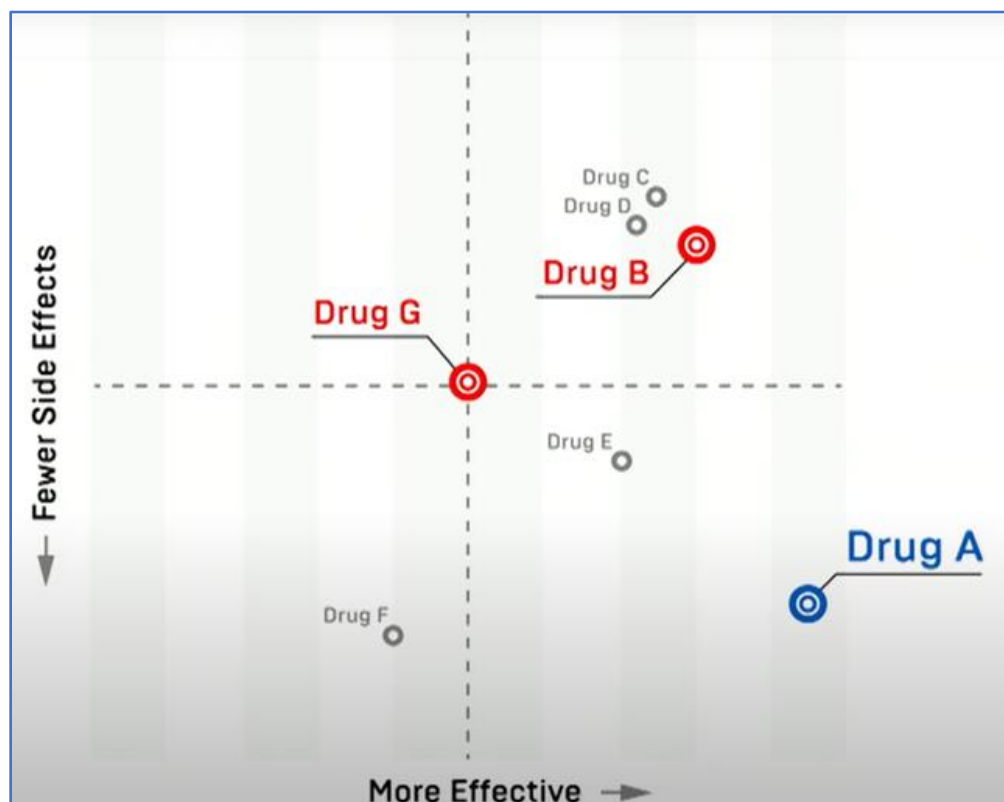 Drug C
Drug D
Drug B
Drug G
Fewer Side Effects
Drug E
Drug A
Drug F
More Effective